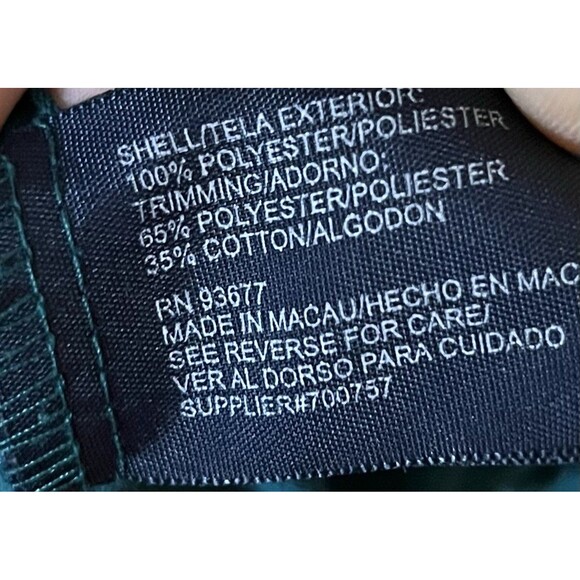 SHELL/TELA EXTERIOR:
100% POLYESTER/POLIESTER
TRIMMING/ADORNO:
65% POLYESTER/POLIESTER
35% COTTON/ALGODON
RN 93677
MADE IN MACAU/HECHO EN MAC
SEE REVERSE FOR CARE/
VER AL DORSO PARA CUIDADO
SUPPLIER#700757